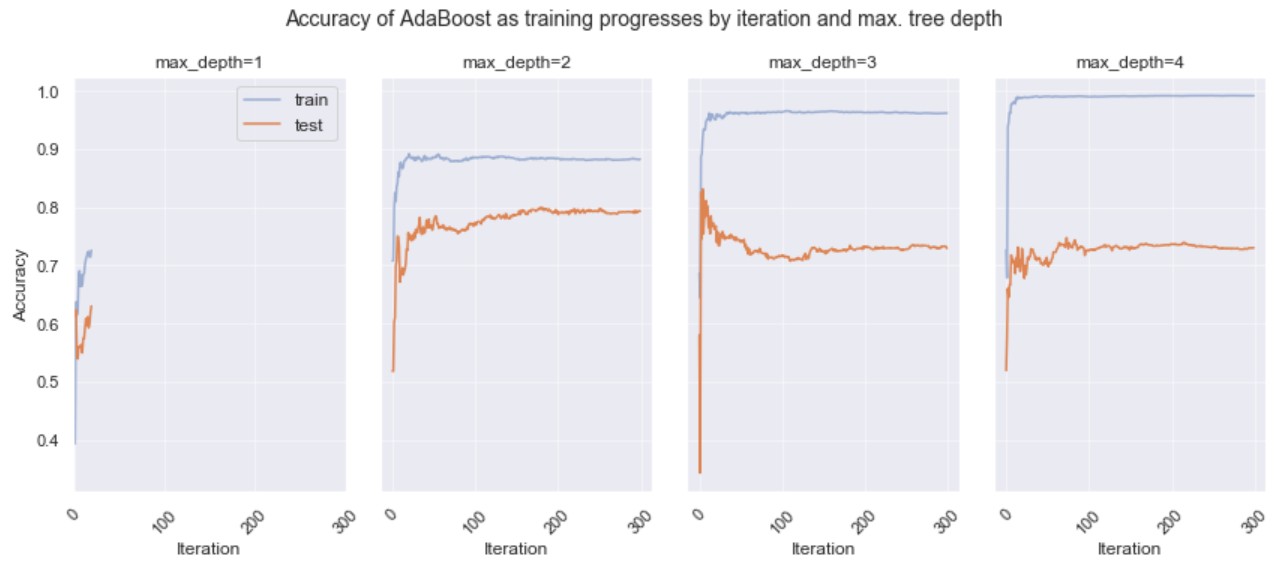 Accuracy of AdaBoost as training progresses by iteration and max. tree depth
max_depth=1
max_depth=2
max_depth=3
max_depth=4
train
test
Accuracy
1.0
0.9
0.8
0.7
0.6
0.5
0.4
0
100
200
300
0
100
200
300
0
100
200
300
0
100
200
300
Iteration
Iteration
Iteration
Iteration